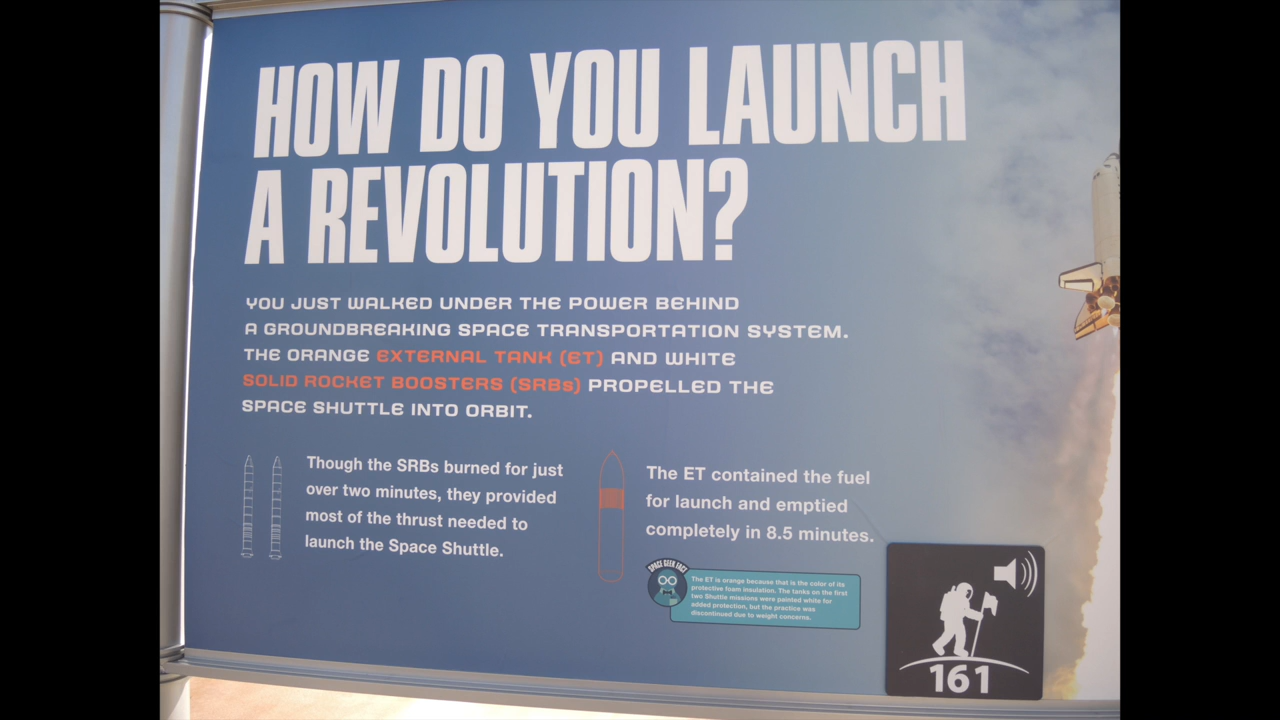 HOW DO YOU LAUNCH
A REVOLUTION?
YOU JUST WALKED UNDER THE POWER BEHIND
A GROUNDBREAKING SPACE TRANSPORTATION SYSTEM.
THE ORANGE EXTERNAL TANK (ET) AND WHITE
SOLID ROCKET BOOSTERS (SRBs) PROPELLED THE
SPACE SHUTTLE INTO ORBIT.
Though the SRBs burned for just
over two minutes, they provided
most of the thrust needed to
launch the Space Shuttle.
The ET contained the fuel
for launch and emptied
completely in 8.5 minutes.
SPACE GEEK FACT
The ET is orange because that is the color of its
protective foam insulation. The tanks on the first
two Shuttle missions were painted white for
added protection, but the practice was
discontinued due to weight concerns.
161